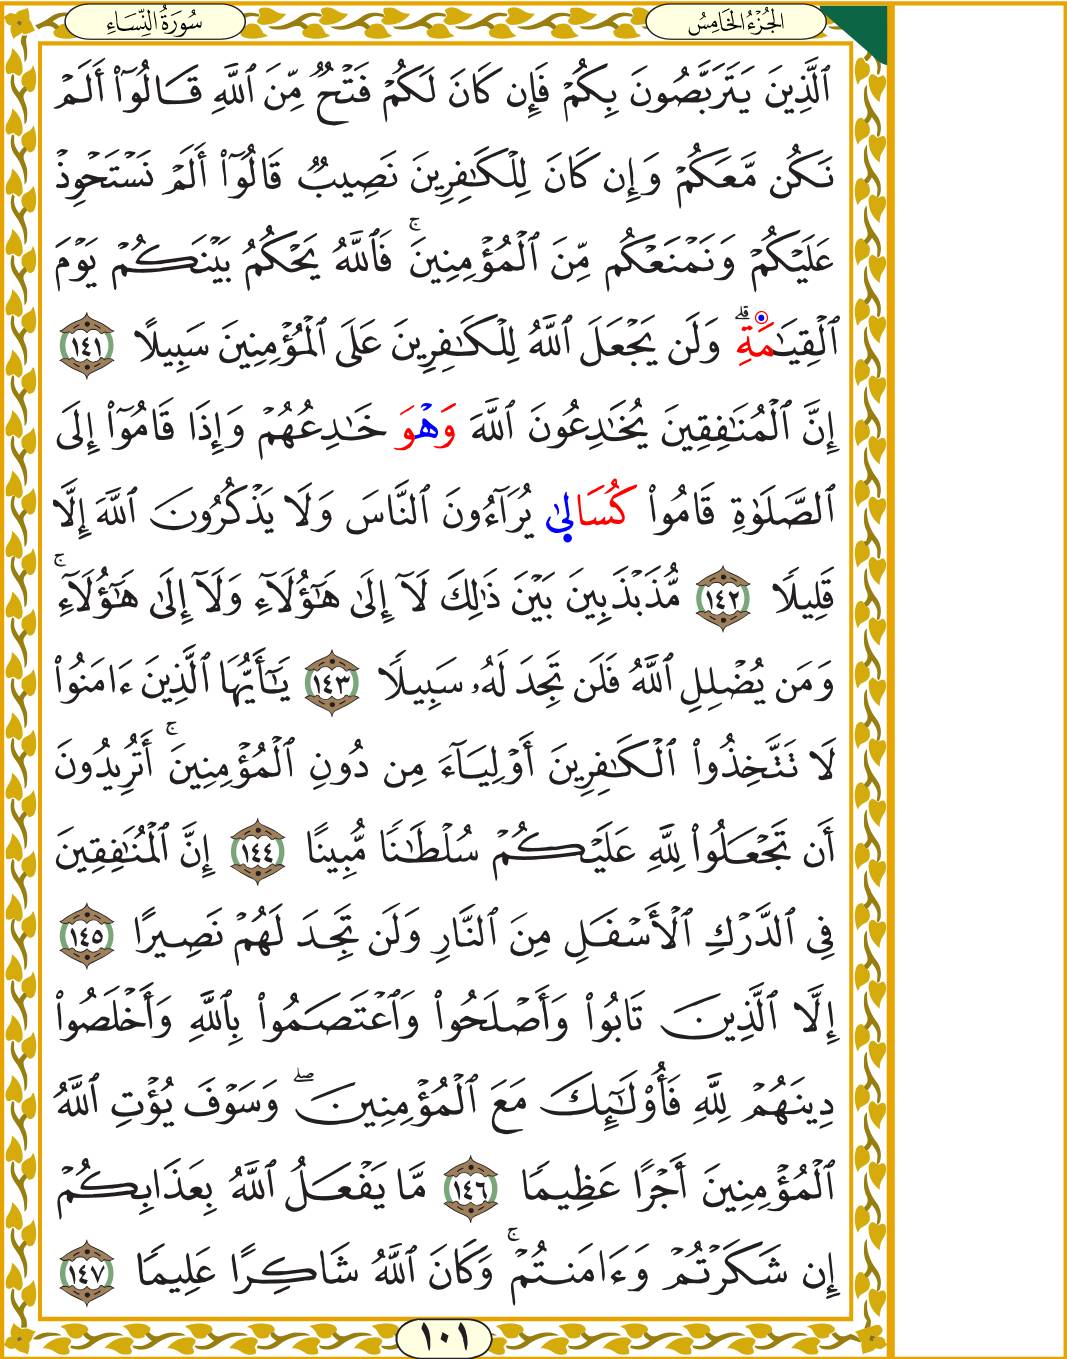 سُورَةُ النِّسَاءِ
الجُزْءُ الخَامِسُ
ٱلَّذِينَ يَتَرَبَّصُونَ بِكُمْ فَإِن كَانَ لَكُمْ فَتْحٌ مِّنَ ٱللَّهِ قَالُوٓا۟ أَلَمْ
نَكُن مَّعَكُمْ وَإِن كَانَ لِلْكَـٰفِرِينَ نَصِيبٌ قَالُوٓا۟ أَلَمْ نَسْتَحْوِذْ
عَلَيْكُمْ وَنَمْنَعْكُم مِّنَ ٱلْمُؤْمِنِينَ ۚ فَٱللَّهُ يَحْكُمُ بَيْنَكُمْ يَوْمَ
ٱلْقِيَـٰمَةِ ۗ وَلَن يَجْعَلَ ٱللَّهُ لِلْكَـٰفِرِينَ عَلَى ٱلْمُؤْمِنِينَ سَبِيلًا ١٤١
إِنَّ ٱلْمُنَـٰفِقِينَ يُخَـٰدِعُونَ ٱللَّهَ وَهْوَ خَـٰدِعُهُمْ وَإِذَا قَامُوٓا۟ إِلَى
ٱلصَّلَوٰةِ قَامُوا۟ كُسَالىٰ يُرَآءُونَ ٱلنَّاسَ وَلَا يَذْكُرُونَ ٱللَّهَ إِلَّا
قَلِيلًا ١٤٢ مُّذَبْذَبِينَ بَيْنَ ذَٰلِكَ لَآ إِلَىٰ هَـٰٓؤُلَآءِ وَلَآ إِلَىٰ هَـٰٓؤُلَآءِ ۚ
وَمَن يُضْلِلِ ٱللَّهُ فَلَن تَجِدَ لَهُۥ سَبِيلًا ١٤٣ يَـٰٓأَيُّهَا ٱلَّذِينَ ءَامَنُوا۟
لَا تَتَّخِذُوا۟ ٱلْكَـٰفِرِينَ أَوْلِيَآءَ مِن دُونِ ٱلْمُؤْمِنِينَ ۚ أَتُرِيدُونَ
أَن تَجْعَلُوا۟ لِلَّهِ عَلَيْكُمْ سُلْطَـٰنًا مُّبِينًا ١٤٤ إِنَّ ٱلْمُنَـٰفِقِينَ
فِى ٱلدَّرْكِ ٱلْأَسْفَلِ مِنَ ٱلنَّارِ وَلَن تَجِدَ لَهُمْ نَصِيرًا ١٤٥
إِلَّا ٱلَّذِينَ تَابُوا۟ وَأَصْلَحُوا۟ وَٱعْتَصَمُوا۟ بِٱللَّهِ وَأَخْلَصُوا۟
دِينَهُمْ لِلَّهِ فَأُو۟لَـٰٓئِكَ مَعَ ٱلْمُؤْمِنِينَ ۖ وَسَوْفَ يُؤْتِ ٱللَّهُ
ٱلْمُؤْمِنِينَ أَجْرًا عَظِيمًا ١٤٦ مَّا يَفْعَلُ ٱللَّهُ بِعَذَابِكُمْ
إِن شَكَرْتُمْ وَءَامَنتُمْ ۚ وَكَانَ ٱللَّهُ شَاكِرًا عَلِيمًا ١٤٧
١٠١